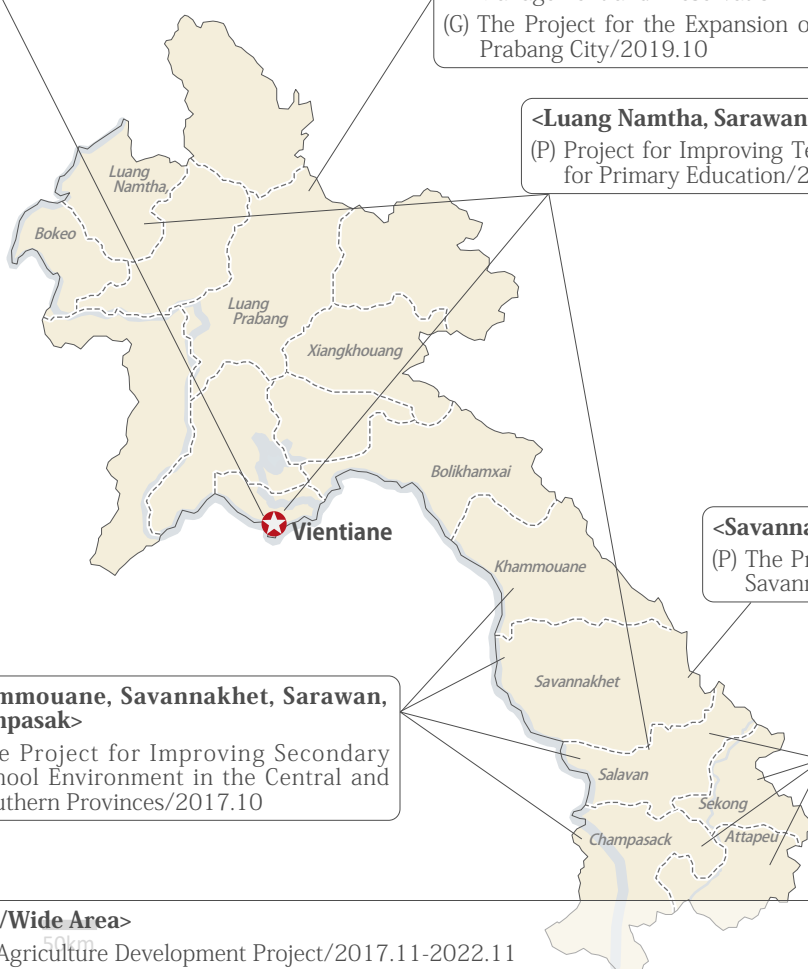 (G) The Project for the Expansion o
Prabang City/2019.10
<Luang Namtha, Sarawan
(P) Project for Improving Te
for Primary Education/2
Luang
Namtha,
Bokeo
Luang
Prabang
Xiangkhouang
Bolikhamxai
Vientiane
<Savanna
(P) The Pr
Savann
Khammouane
Savannakhet
mmouane, Savannakhet, Sarawan,
npasak>
e Project for Improving Secondary
hool Environment in the Central and
uthern Provinces/2017.10
Salavan
Sekong
Champasack
Attapeu
/Wide Area>
50km
Agriculture Development Project/2017.11-2022.11